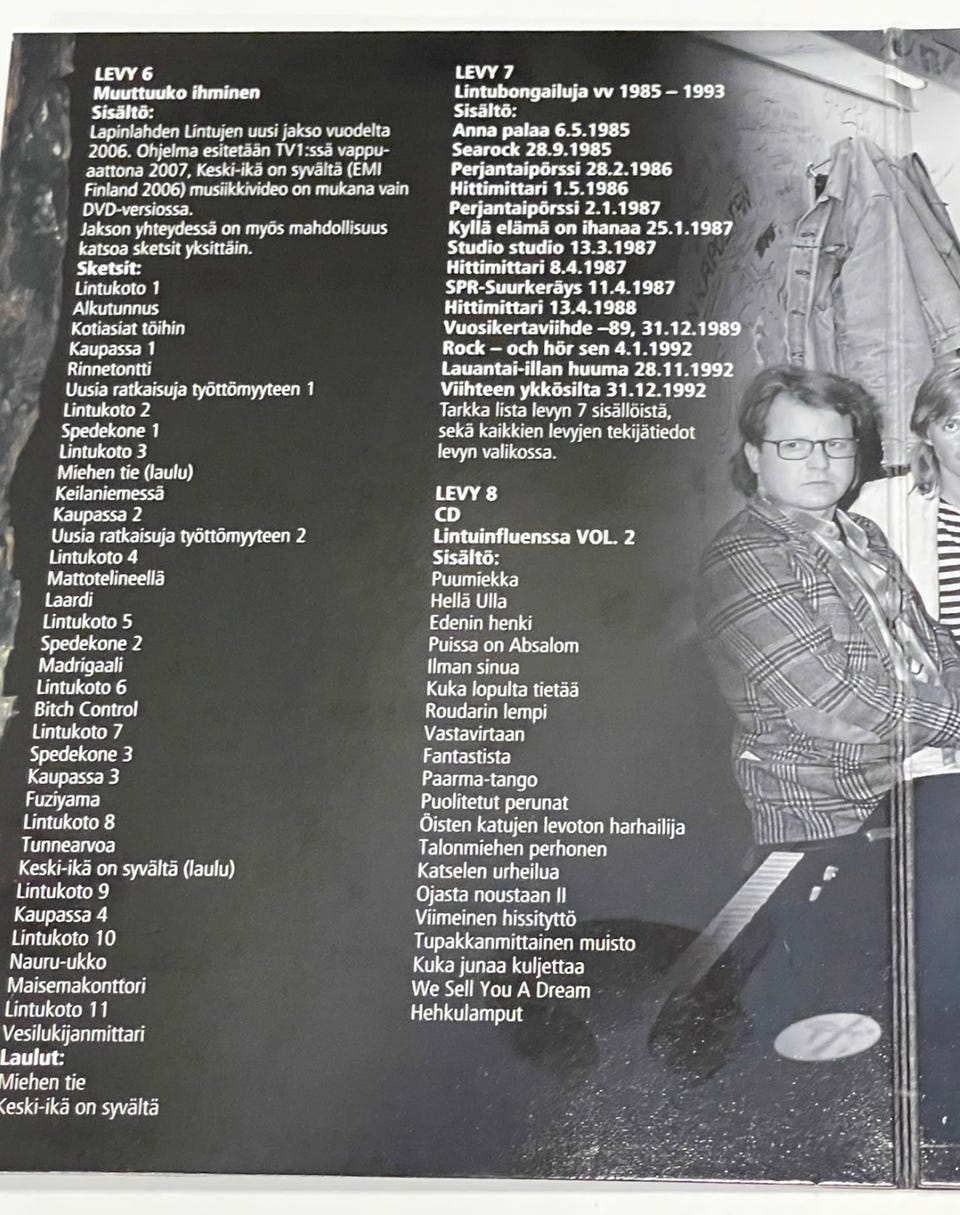 LEVY 6
Muuttuuko ihminen
Sisältö:
Lapinlahden Lintujen uusi jakso vuodelta
2006. Ohjelma esitetään TV1:ssä vappu-
aattona 2007, Keski-ikä on syvältä (EMI
Finland 2006) musiikkivideo on mukana vain
DVD-versiossa.
Jakson yhteydessä on myös mahdollisuus
katsoa sketsit yksittäin.
Sketsit:
Lintukoto 1
Alkutunnus
Kotiasiat töihin
Kaupassa 1
Rinnetontti
Uusia ratkaisuja työttömyyteen 1
Lintukoto 2
Spedekone 1
Lintukoto 3
Miehen tie (laulu)
Keilaniemessä
Kaupassa 2
Uusia ratkaisuja työttömyyteen 2
Lintukoto 4
Mattotelineellä
Laardi
Lintukoto 5
Spedekone 2
Madrigaali
Lintukoto 6
Bitch Control
Lintukoto 7
Spedekone 3
Kaupassa 3
Fuziyama
Lintukoto 8
Tunnearvoa
Keski-ikä on syvältä (laulu)
Lintukoto 9
Kaupassa 4
Lintukoto 10
Nauru-ukko
Maisemakonttori
Lintukoto 11
Vesilukijanmittari
Laulut:
Miehen tie
Keski-ikä on syvältä
LEVY 7
Lintubongailuja vv 1985 – 1993
Sisältö:
Anna palaa 6.5.1985
Searock 28.9.1985
Perjantaipörssi 28.2.1986
Hittimittari 1.5.1986
Perjantaipörssi 2.1.1987
Kyllä elämä on ihanaa 25.1.1987
Studio studio 13.3.1987
Hittimittari 8.4.1987
SPR-Suurkeräys 11.4.1987
Hittimittari 13.4.1988
Vuosikertaviihde –89, 31.12.1989
Rock – och hör sen 4.1.1992
Lauantai-illan huuma 28.11.1992
Viihteen ykkösilta 31.12.1992
Tarkka lista levyn 7 sisällöistä,
sekä kaikkien levyjen tekijätiedot
levyn valikossa.
LEVY 8
CD
Lintuinfluenssa VOL. 2
Sisältö:
Puumiekka
Hellä Ulla
Edenin henki
Puissa on Absalom
Ilman sinua
Kuka lopulta tietää
Roudarin lempi
Vastavirtaan
Fantastista
Paarma-tango
Puolitetut perunat
Öisten katujen levoton harhailija
Talonmiehen perhonen
Katselen urheilua
Ojasta noustaan II
Viimeinen hissityttö
Tupakkanmittainen muisto
Kuka junaa kuljettaa
We Sell You A Dream
Hehkulamput